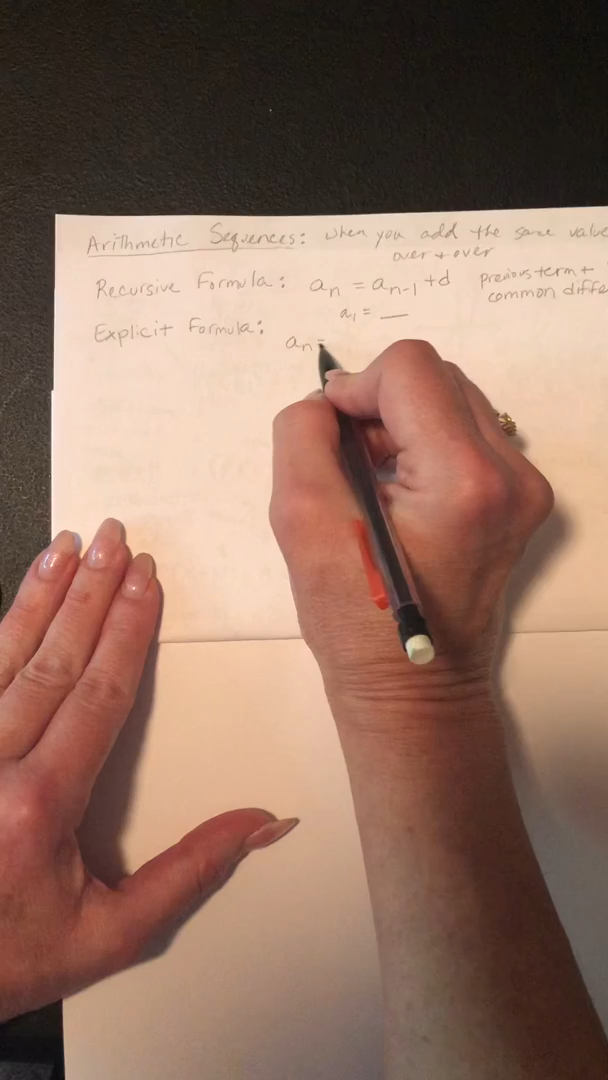 Arithmetic Sequences: when you add the same value
over + over
Recursive Formula: aₙ = aₙ₋₁ + d previous term +
common diffe
a₁ = __
Explicit Formula:
aₙ =